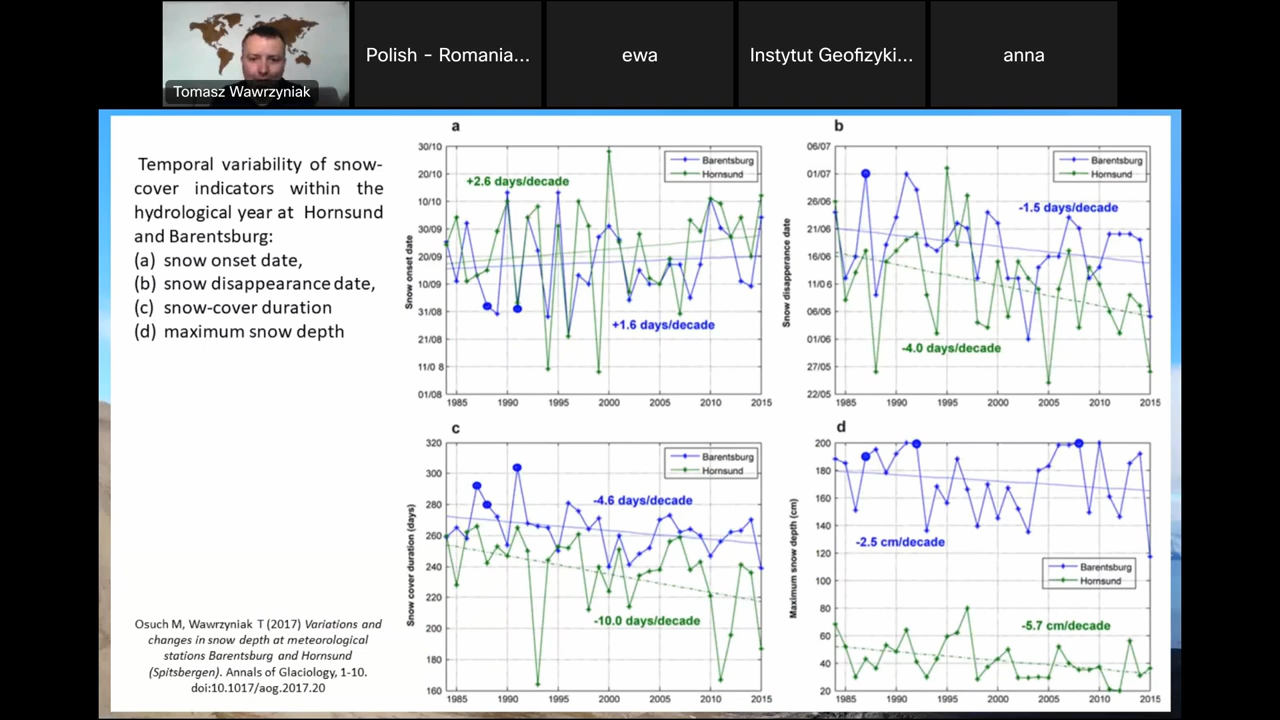 Tomasz Wawrzyniak
Polish - Romania...
ewa
Instytut Geofizyki...
anna
Temporal variability of snow-
cover indicators within the
hydrological year at Hornsund
and Barentsburg:
(a) snow onset date,
(b) snow disappearance date,
(c) snow-cover duration
(d) maximum snow depth
Osuch M, Wawrzyniak T (2017) Variations and
changes in snow depth at meteorological
stations Barentsburg and Hornsund
(Spitsbergen). Annals of Glaciology, 1-10.
doi:10.1017/aog.2017.20
a
Snow onset date
30/10
20/10
10/10
30/09
20/09
10/09
31/08
21/08
11/0 8
01/08
Barentsburg
Hornsund
+2.6 days/decade
+1.6 days/decade
1985 1990 1995 2000 2005 2010 2015
b
Snow disapperance date
06/07
01/07
26/06
21/06
16/06
11/0 6
06/06
01/06
27/05
22/05
Barentsburg
Hornsund
-1.5 days/decade
-4.0 days/decade
1985 1990 1995 2000 2005 2010 2015
c
Snow cover duration (days)
320
300
280
260
240
220
200
180
160
Barentsburg
Hornsund
-4.6 days/decade
-10.0 days/decade
1985 1990 1995 2000 2005 2010 2015
d
Maximum snow depth (cm)
200
180
160
140
120
100
80
60
40
20
-2.5 cm/decade
Barentsburg
Hornsund
-5.7 cm/decade
1985 1990 1995 2000 2005 2010 2015